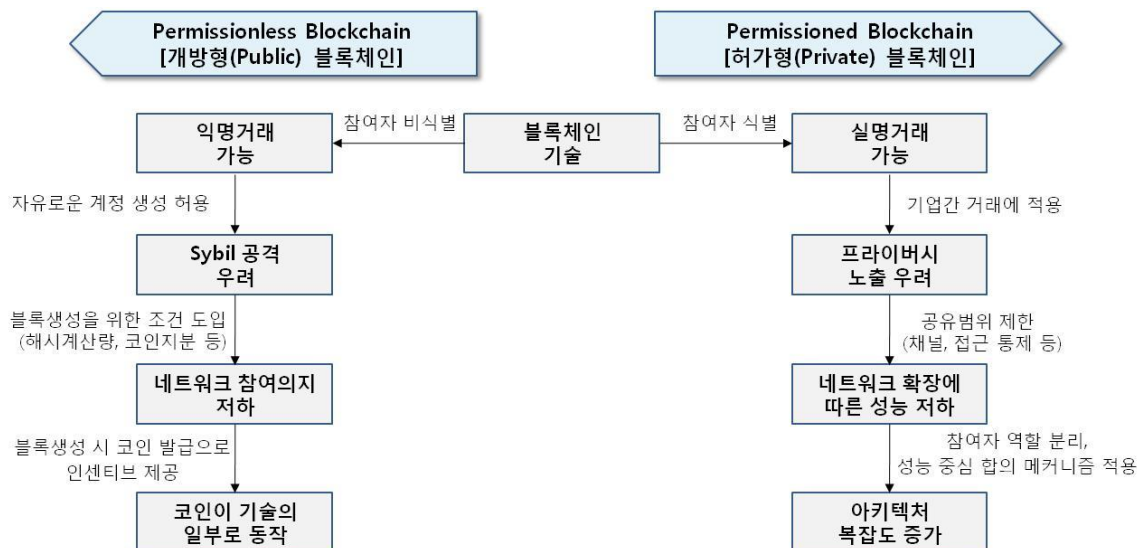 Permissionless Blockchain
[개방형(Public) 블록체인]
Permissioned Blockchain
[허가형(Private) 블록체인]
익명거래
가능
참여자 비식별
블록체인
기술
참여자 식별
실명거래
가능
자유로운 계정 생성 허용
기업간 거래에 적용
Sybil 공격
우려
프라이버시
노출 우려
블록생성을 위한 조건 도입
(해시계산량, 코인지분 등)
공유범위 제한
(채널, 접근 통제 등)
네트워크 참여의지
저하
네트워크 확장에
따른 성능 저하
블록생성 시 코인 발급으로
인센티브 제공
참여자 역할 분리,
성능 중심 합의 메커니즘 적용
코인이 기술의
일부로 동작
아키텍처
복잡도 증가